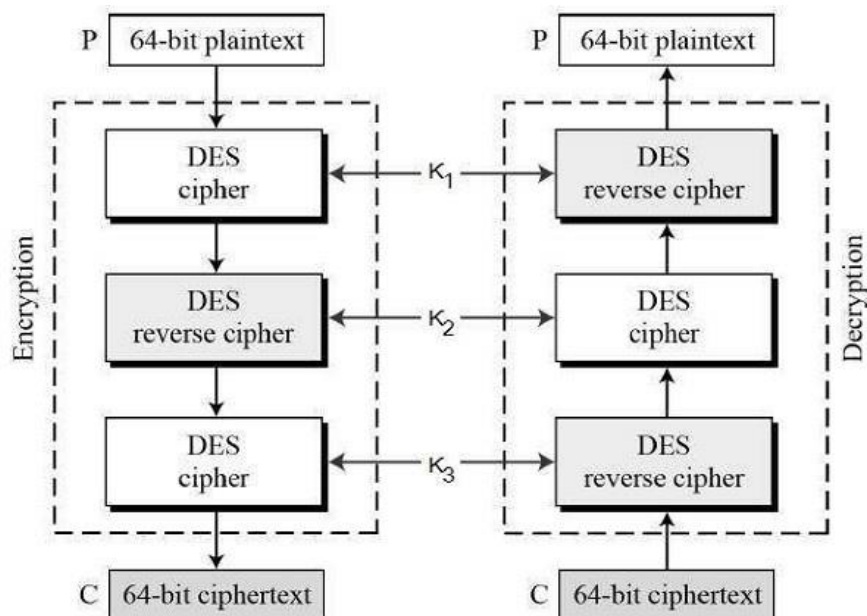 P 64-bit plaintext
Encryption
DES
cipher
DES
reverse cipher
DES
cipher
C 64-bit ciphertext
K1
K2
K3
P 64-bit plaintext
DES
reverse cipher
DES
cipher
DES
reverse cipher
C 64-bit ciphertext
Decryption